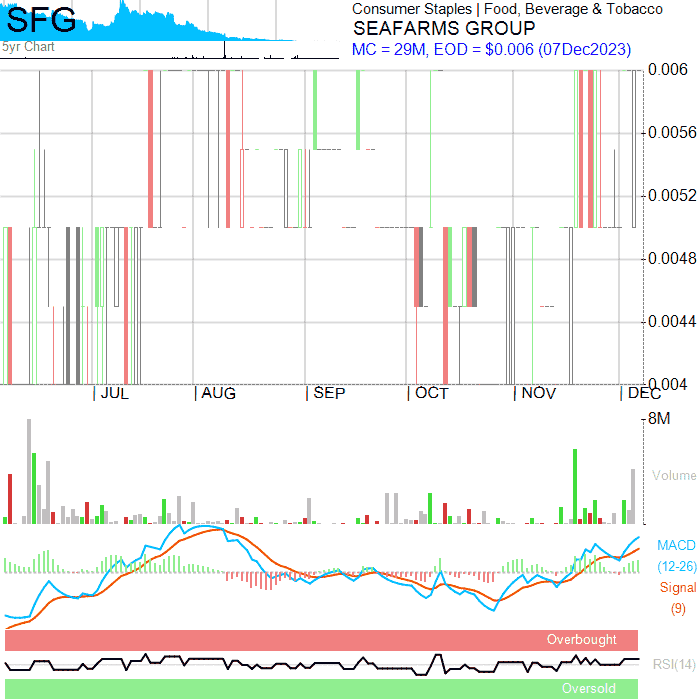 SFG
5yr Chart
Consumer Staples | Food, Beverage & Tobacco
SEAFARMS GROUP
MC = 29M, EOD = $0.006 (07Dec2023)
0.006
0.0056
0.0052
0.0048
0.0044
0.004
JUL AUG SEP OCT NOV DEC
8M
Volume
MACD
(12-26)
Signal
(9)
Overbought
RSI(14)
Oversold